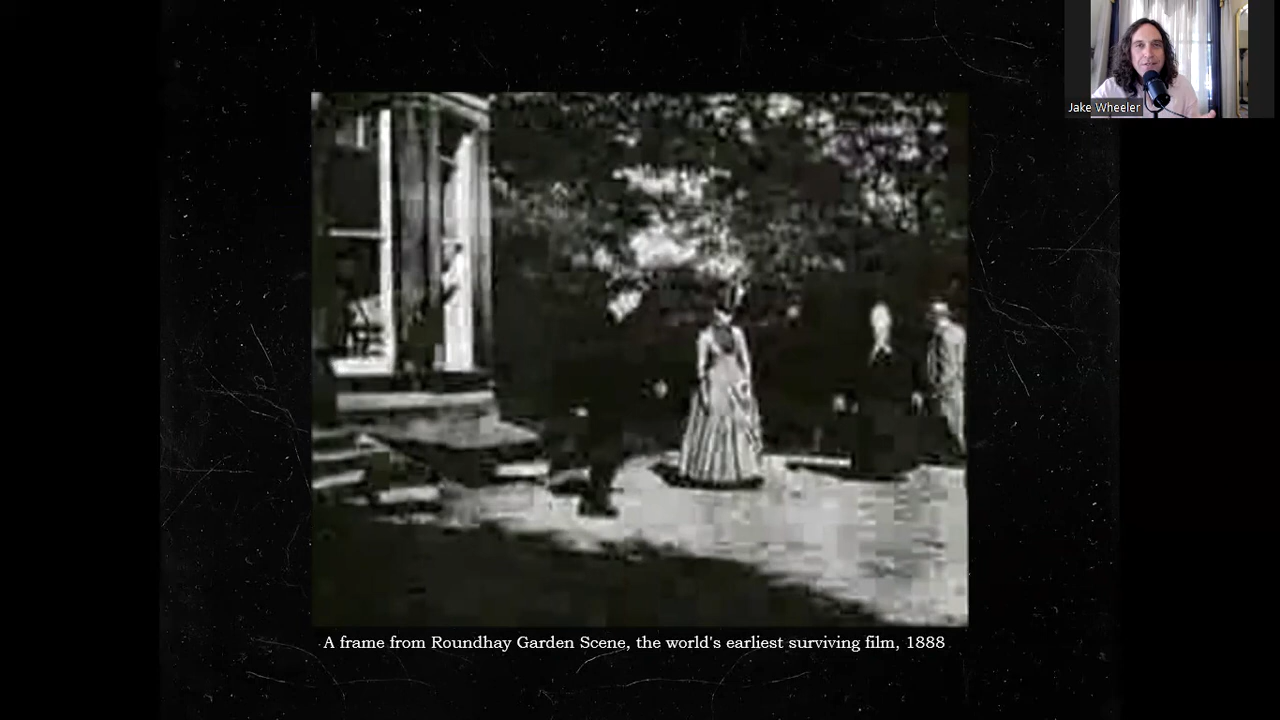 Jake Wheeler
A frame from Roundhay Garden Scene, the world's earliest surviving film, 1888